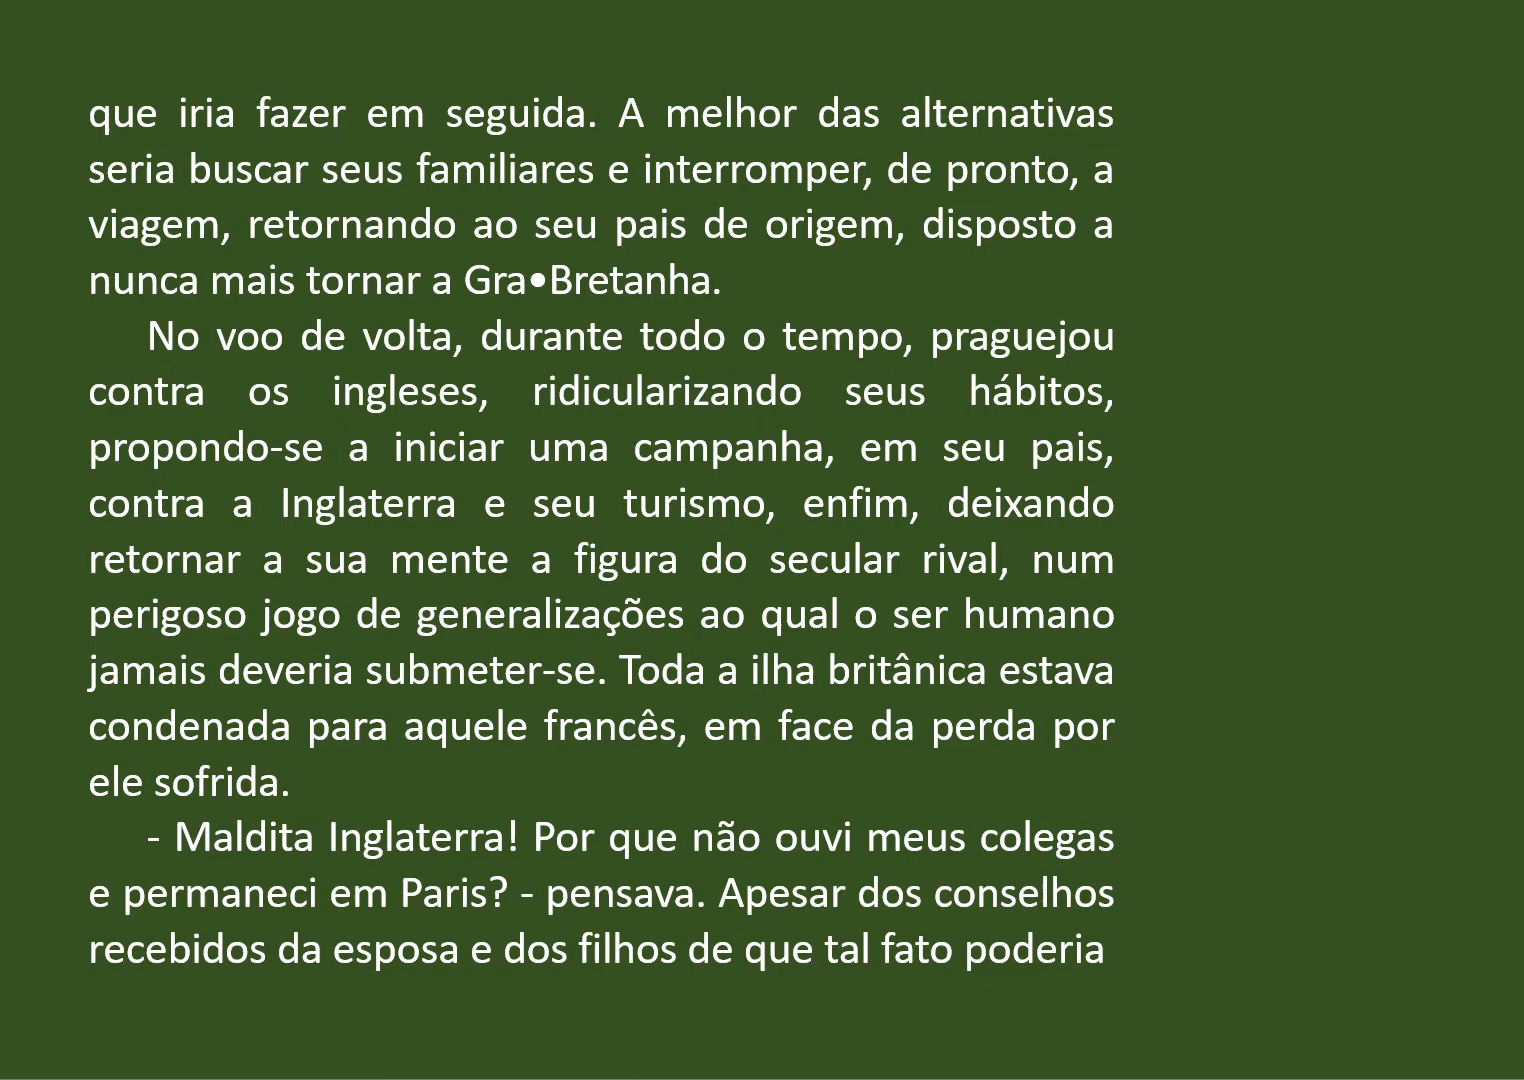 que iria fazer em seguida. A melhor das alternativas
seria buscar seus familiares e interromper, de pronto, a
viagem, retornando ao seu pais de origem, disposto a
nunca mais tornar a Gra•Bretanha.
No voo de volta, durante todo o tempo, praguejou
contra os ingleses, ridicularizando seus hábitos,
propondo-se a iniciar uma campanha, em seu pais,
contra a Inglaterra e seu turismo, enfim, deixando
retornar a sua mente a figura do secular rival, num
perigoso jogo de generalizações ao qual o ser humano
jamais deveria submeter-se. Toda a ilha britânica estava
condenada para aquele francês, em face da perda por
ele sofrida.
- Maldita Inglaterra! Por que não ouvi meus colegas
e permaneci em Paris? - pensava. Apesar dos conselhos
recebidos da esposa e dos filhos de que tal fato poderia